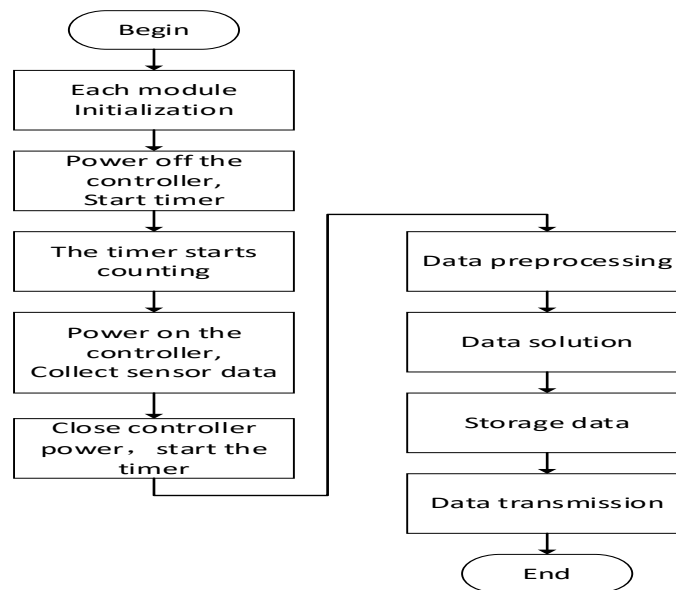 Begin
Each module
Initialization
Power off the
controller,
Start timer
The timer starts
counting
Power on the
controller,
Collect sensor data
Close controller
power， start the
timer
Data preprocessing
Data solution
Storage data
Data transmission
End